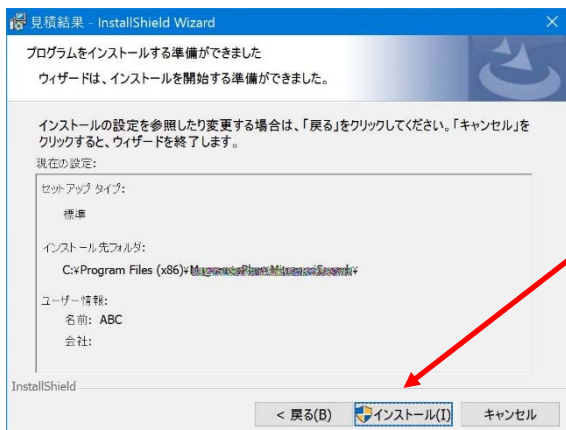 見積結果 - InstallShield Wizard
プログラムをインストールする準備ができました
ウィザードは、インストールを開始する準備ができました。
インストールの設定を参照したり変更する場合は、「戻る」をクリックしてください。「キャンセル」を
クリックすると、ウィザードを終了します。
現在の設定:
セットアップ タイプ:
標準
インストール先フォルダ:
C:¥Program Files (x86)¥
ユーザー情報:
名前: ABC
会社:
InstallShield
< 戻る(B) インストール(I) キャンセル